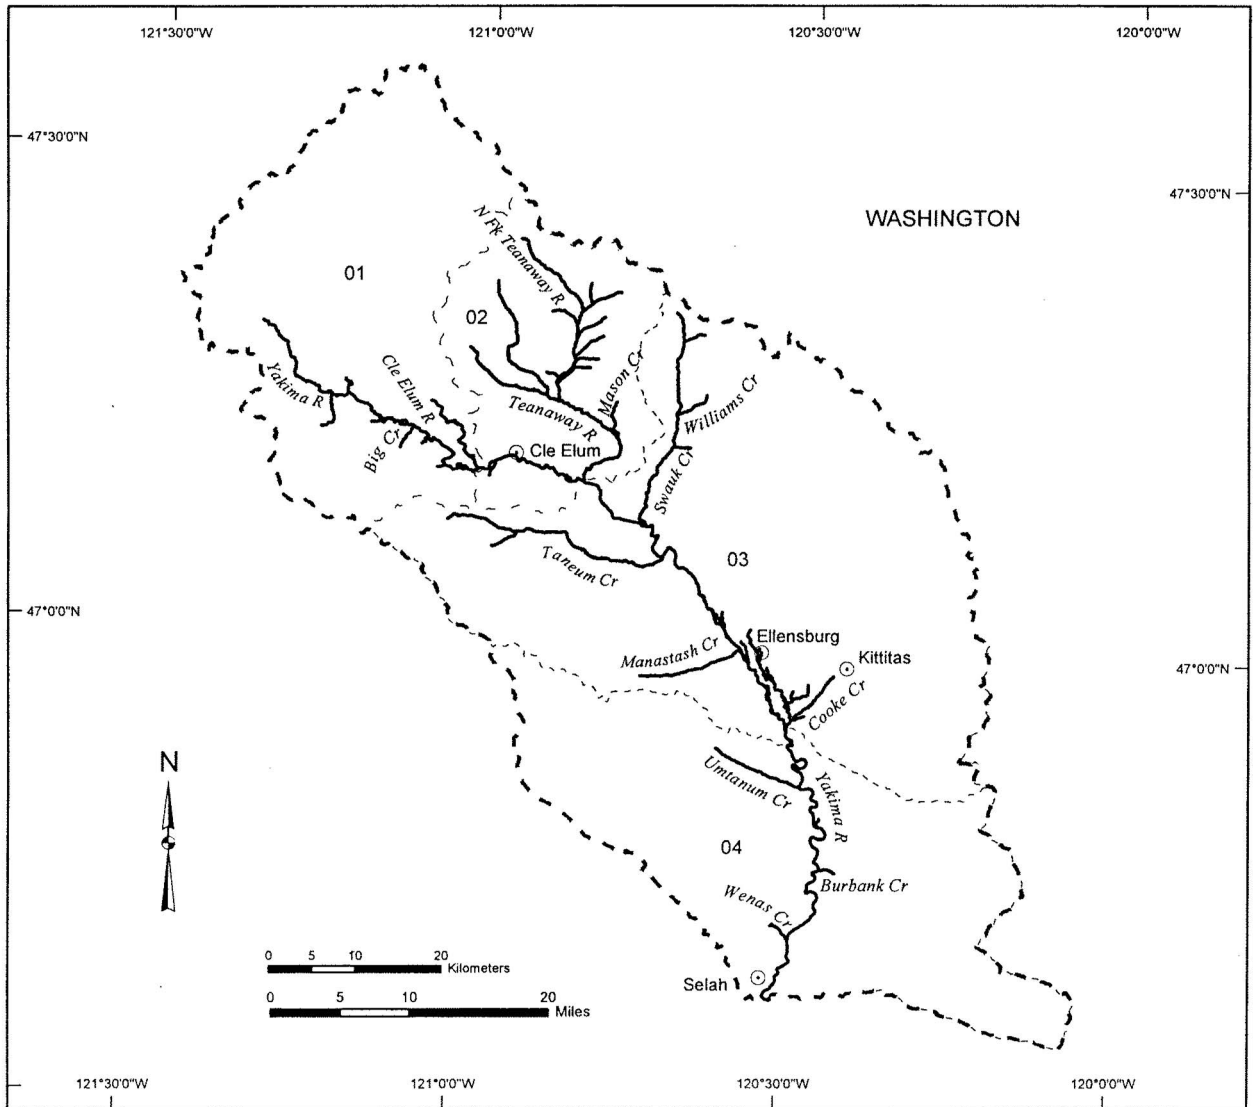 121°30'0"W
121°0'0"W
120°30'0"W
120°0'0"W
47°30'0"N
47°30'0"N
WASHINGTON
N Fk Teanaway R
01
02
Yakima R
Cle Elum R
Mason Cr
Williams Cr
Teanaway R
Big Cr
Cle Elum
Swauk Cr
Taneum Cr
03
47°0'0"N
Ellensburg
Manastash Cr
Kittitas
47°0'0"N
Cooke Cr
N
Umtanum Cr
Yakima R
04
Burbank Cr
Wenas Cr
0 5 10 20
Kilometers
Selah
0 5 10 20
Miles
121°30'0"W
121°0'0"W
120°30'0"W
120°0'0"W